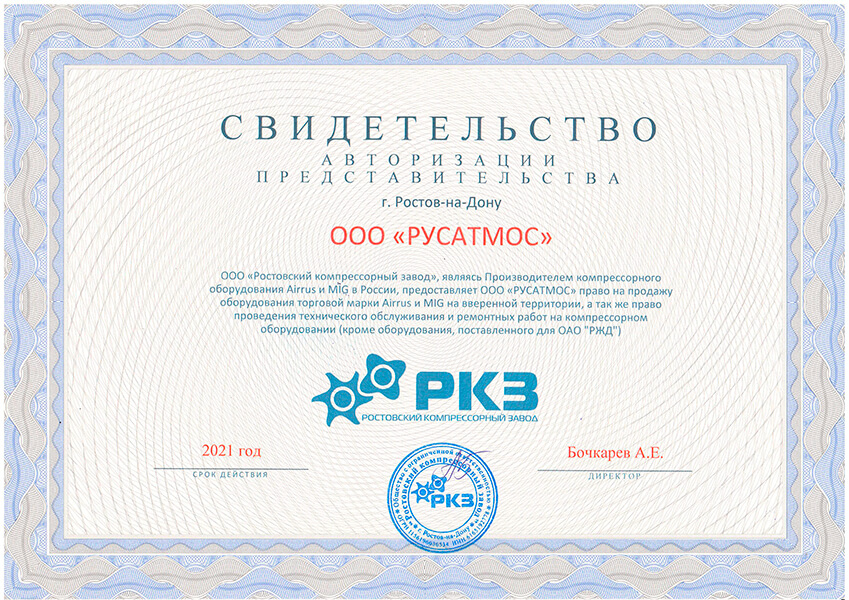 СВИДЕТЕЛЬСТВО
АВТОРИЗАЦИИ
ПРЕДСТАВИТЕЛЬСТВА
г. Ростов-на-Дону
ООО «РУСАТМОС»
ООО «Ростовский компрессорный завод», являясь Производителем компрессорного
оборудования Airrus и MIG в России, предоставляет ООО «РУСАТМОС» право на продажу
оборудования торговой марки Airrus и MIG на вверенной территории, а так же право
проведения технического обслуживания и ремонтных работ на компрессорном
оборудовании (кроме оборудования, поставленного для ОАО "РЖД")
РКЗ
РОСТОВСКИЙ КОМПРЕССОРНЫЙ ЗАВОД
2021 год
СРОК ДЕЙСТВИЯ
Бочкарев А.Е.
ДИРЕКТОР
Общество с ограниченной ответственностью
«Ростовский компрессорный завод»
РКЗ
г. Ростов-на-Дону